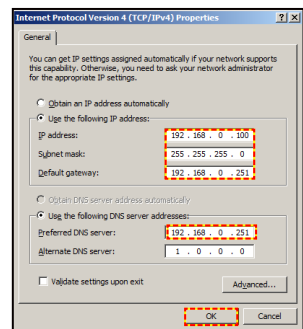 Internet Protocol Version 4 (TCP/IPv4) Properties
General
You can get IP settings assigned automatically if your network supports
this capability. Otherwise, you need to ask your network administrator
for the appropriate IP settings.
Obtain an IP address automatically
Use the following IP address:
IP address: 192 . 168 . 0 . 100
Subnet mask: 255 . 255 . 255 . 0
Default gateway: 192 . 168 . 0 . 251
Obtain DNS server address automatically
Use the following DNS server addresses:
Preferred DNS server: 192 . 168 . 0 . 251
Alternate DNS server: 1 . 0 . 0 . 0
Validate settings upon exit
Advanced...
OK Cancel